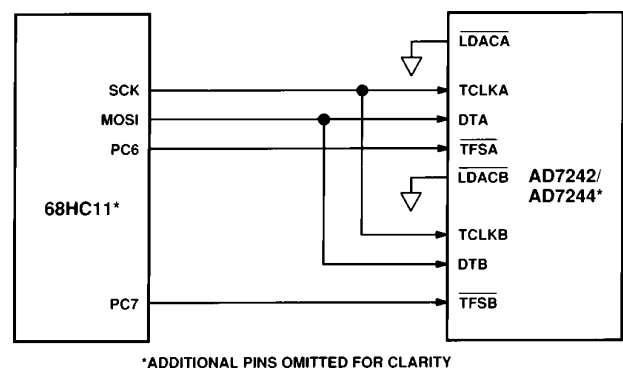 LDACA
SCK
TCLKA
MOSI
DTA
PC6
TFSA
LDACB
AD7242/
AD7244*
68HC11*
TCLKB
DTB
PC7
TFSB
*ADDITIONAL PINS OMITTED FOR CLARITY